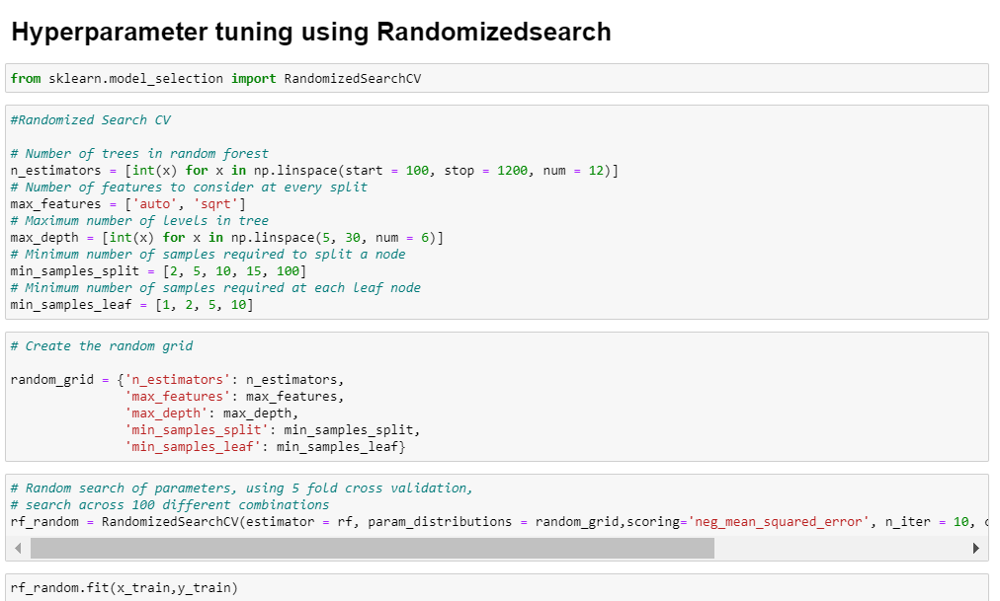 Hyperparameter tuning using Randomizedsearch
from sklearn.model_selection import RandomizedSearchCV
#Randomized Search CV
# Number of trees in random forest
n_estimators = [int(x) for x in np.linspace(start = 100, stop = 1200, num = 12)]
# Number of features to consider at every split
max_features = ['auto', 'sqrt']
# Maximum number of levels in tree
max_depth = [int(x) for x in np.linspace(5, 30, num = 6)]
# Minimum number of samples required to split a node
min_samples_split = [2, 5, 10, 15, 100]
# Minimum number of samples required at each leaf node
min_samples_leaf = [1, 2, 5, 10]
# Create the random grid
random_grid = {'n_estimators': n_estimators,
'max_features': max_features,
'max_depth': max_depth,
'min_samples_split': min_samples_split,
'min_samples_leaf': min_samples_leaf}
# Random search of parameters, using 5 fold cross validation,
# search across 100 different combinations
rf_random = RandomizedSearchCV(estimator = rf, param_distributions = random_grid,scoring='neg_mean_squared_error', n_iter = 10,
rf_random.fit(x_train,y_train)